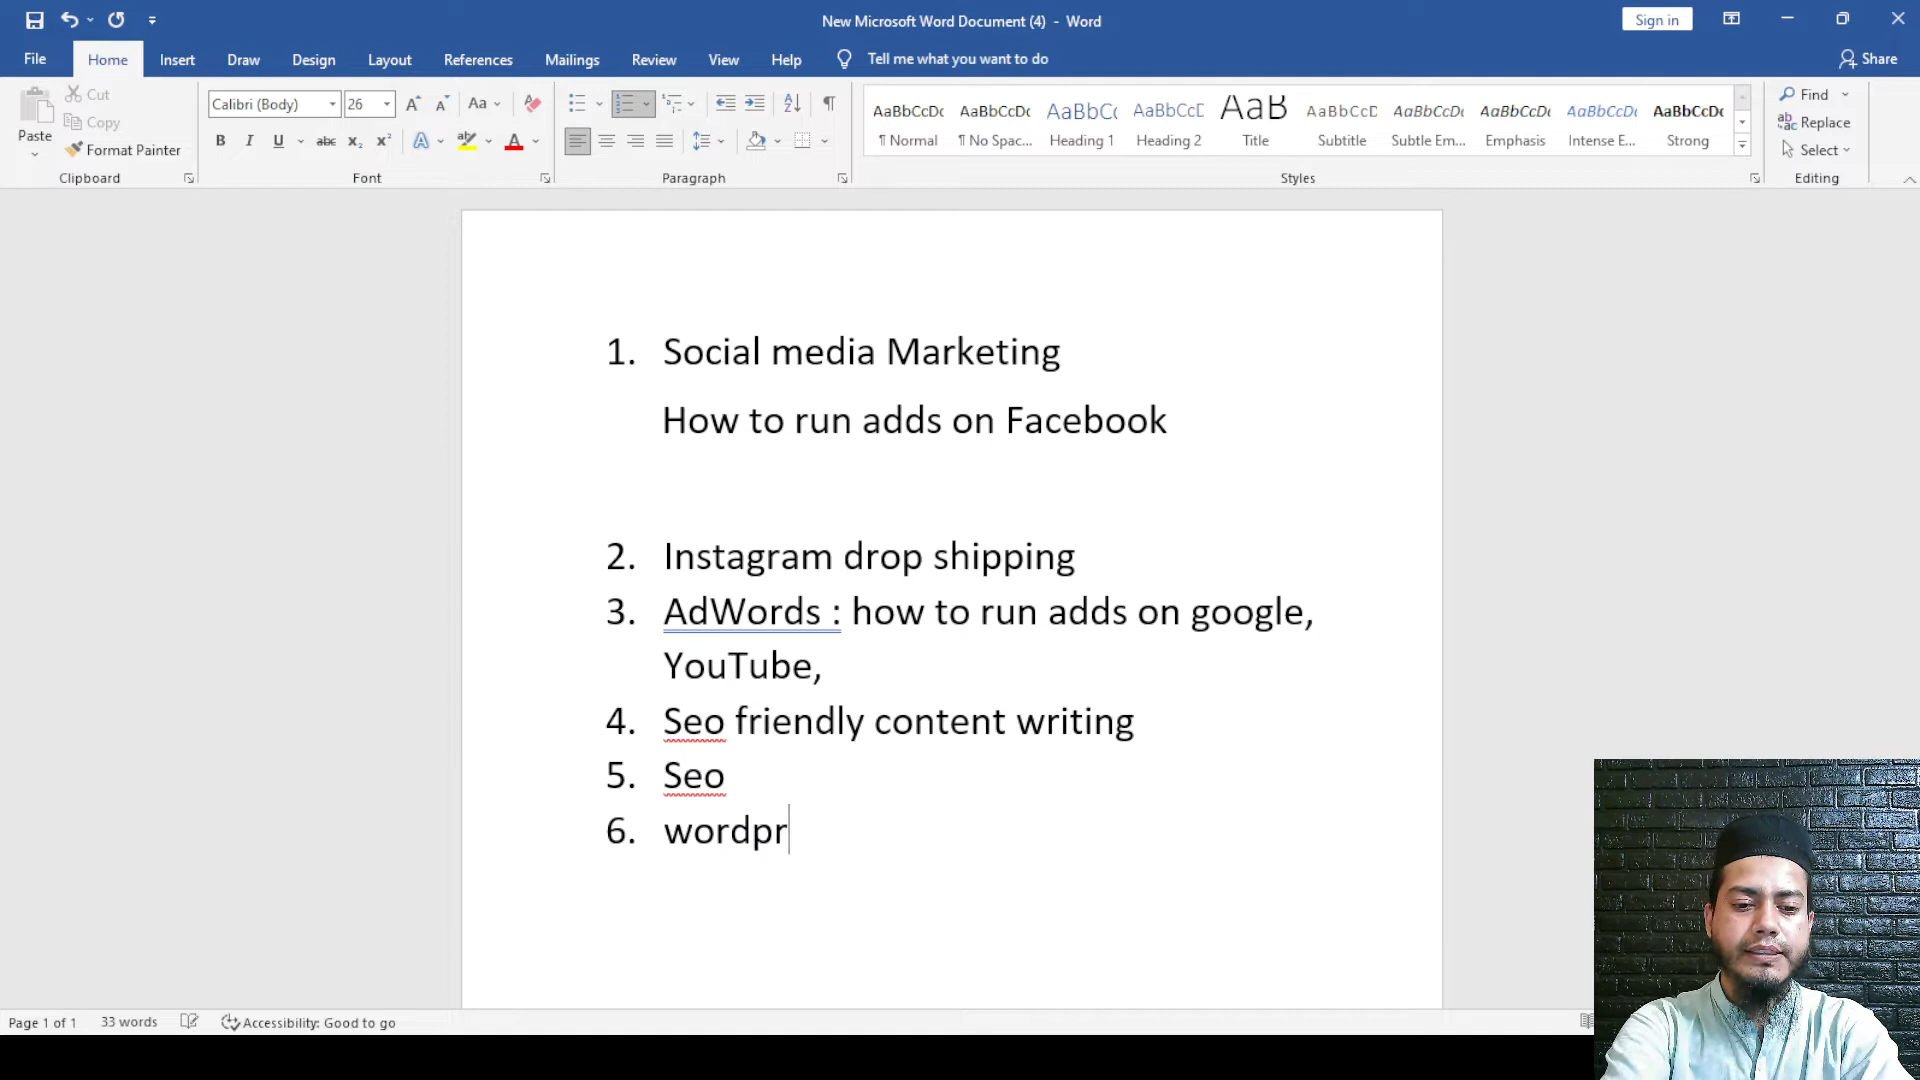 New Microsoft Word Document (4) - Word
Sign in
File Home Insert Draw Design Layout References Mailings Review View Help Tell me what you want to do Share
Paste
Cut
Copy
Format Painter
Clipboard
Calibri (Body) 26
Font
Paragraph
AaBbCcDc AaBbCcDc AaBbCc AaBbCcD AaB AaBbCcD AaBbCcDc AaBbCcDc AaBbCcDc AaBbCcDc
¶ Normal ¶ No Spac... Heading 1 Heading 2 Title Subtitle Subtle Em... Emphasis Intense E... Strong
Styles
Find
Replace
Select
Editing
1. Social media Marketing
How to run adds on Facebook
2. Instagram drop shipping
3. AdWords : how to run adds on google,
YouTube,
4. Seo friendly content writing
5. Seo
6. wordpr
Page 1 of 1 33 words Accessibility: Good to go